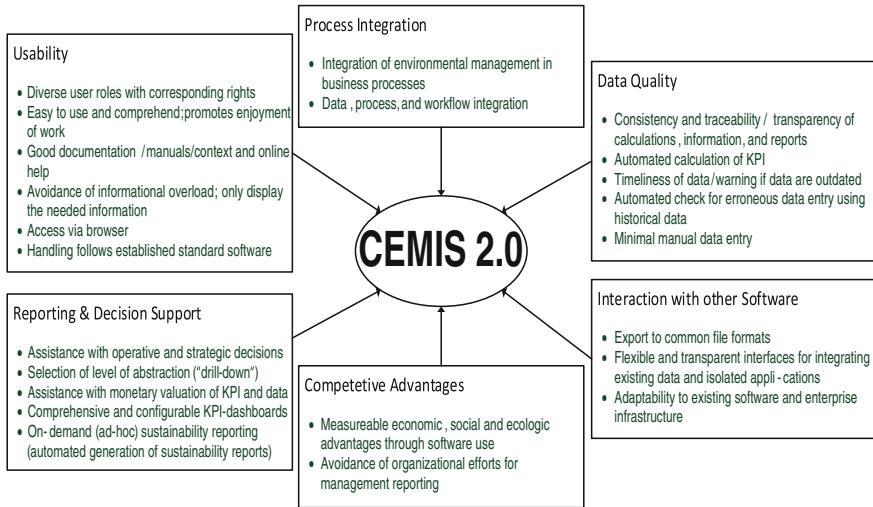 Process Integration
• Integration of environmental management in
business processes
• Data , process, and workflow integration
Usability
• Diverse user roles with corresponding rights
• Easy to use and comprehend;promotes enjoyment
of work
• Good documentation /manuals/context and online
help
• Avoidance of informational overload; only display
the needed information
• Access via browser
• Handling follows established standard software
Data Quality
• Consistency and traceability / transparency of
calculations , information, and reports
• Automated calculation of KPI
• Timeliness of data/warning if data are outdated
• Automated check for erroneous data entry using
historical data
• Minimal manual data entry
CEMIS 2.0
Reporting & Decision Support
• Assistance with operative and strategic decisions
• Selection of level of abstraction ("drill-down")
• Assistance with monetary valuation of KPI and data
• Comprehensive and configurable KPI-dashboards
• On- demand (ad-hoc) sustainability reporting
(automated generation of sustainability reports)
Competetive Advantages
• Measureable economic , social and ecologic
advantages through software use
• Avoidance of organizational efforts for
management reporting
Interaction with other Software
• Export to common file formats
• Flexible and transparent interfaces for integrating
existing data and isolated appli -cations
• Adaptability to existing software and enterprise
infrastructure